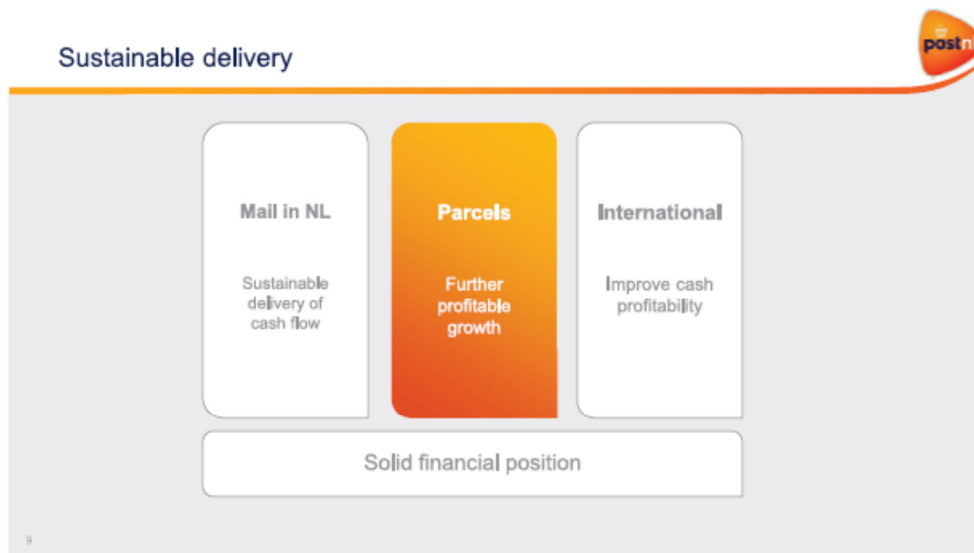 Sustainable delivery
postnl
Mail in NL
Sustainable
delivery of
cash flow
Parcels
Further
profitable
growth
International
Improve cash
profitability
Solid financial position
9